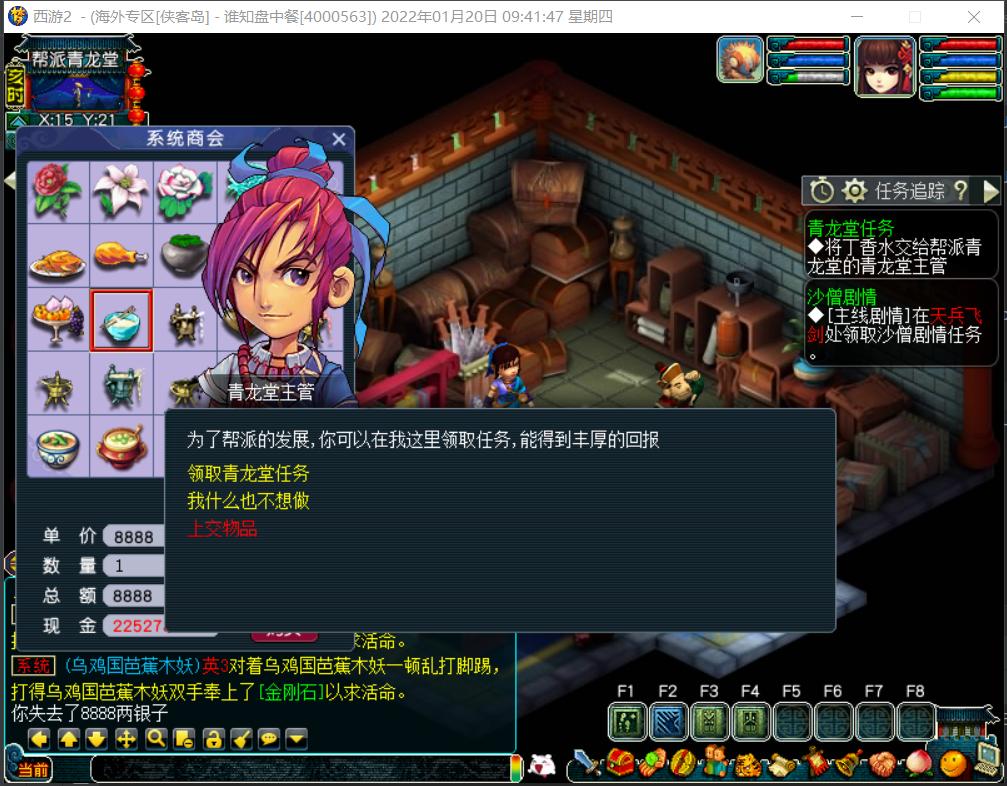 西游2 - (海外专区[侠客岛] - 谁知盘中餐[4000563]) 2022年01月20日 09:41:47 星期四
帮派青龙堂
亥时
X:15 Y:21
系统商会
任务追踪 ?
青龙堂任务
◆将丁香水交给帮派青
龙堂的青龙堂主管
沙僧剧情
◆[主线剧情]在天兵飞
剑处领取沙僧剧情任务
。
青龙堂主管
为了帮派的发展,你可以在我这里领取任务,能得到丰厚的回报
领取青龙堂任务
我什么也不想做
上交物品
单 价 8888
数 量 1
总 额 8888
现 金 22527
求活命。
系统 (乌鸡国芭蕉木妖)英3对着乌鸡国芭蕉木妖一顿乱打脚踢,
打得乌鸡国芭蕉木妖双手奉上了[金刚石]以求活命。
你失去了8888两银子
F1 F2 F3 F4 F5 F6 F7 F8
当前